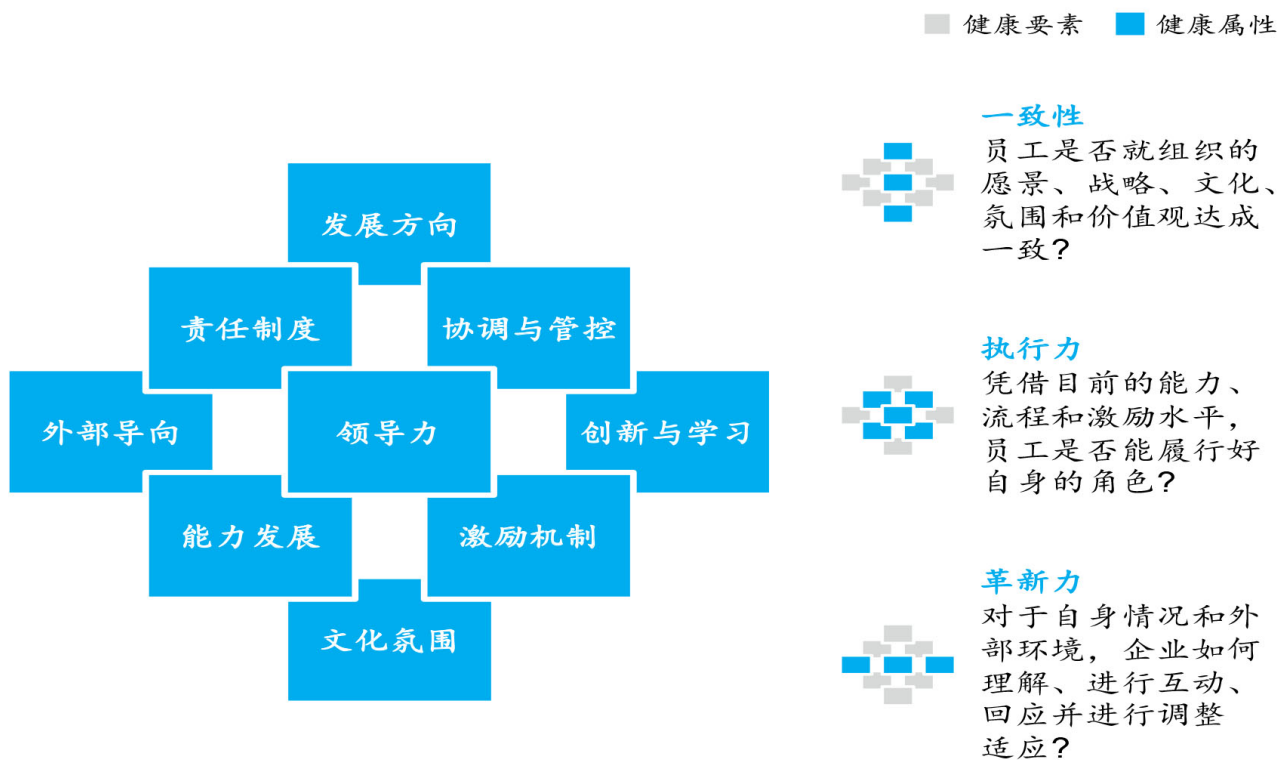 健康要素 健康属性
发展方向
责任制度 协调与管控
外部导向 领导力 创新与学习
能力发展 激励机制
文化氛围
一致性
员工是否就组织的
愿景、战略、文化、
氛围和价值观达成
一致?
执行力
凭借目前的能力、
流程和激励水平，
员工是否能履行好
自身的角色?
革新力
对于自身情况和外
部环境，企业如何
理解、进行互动、
回应并进行调整
适应?